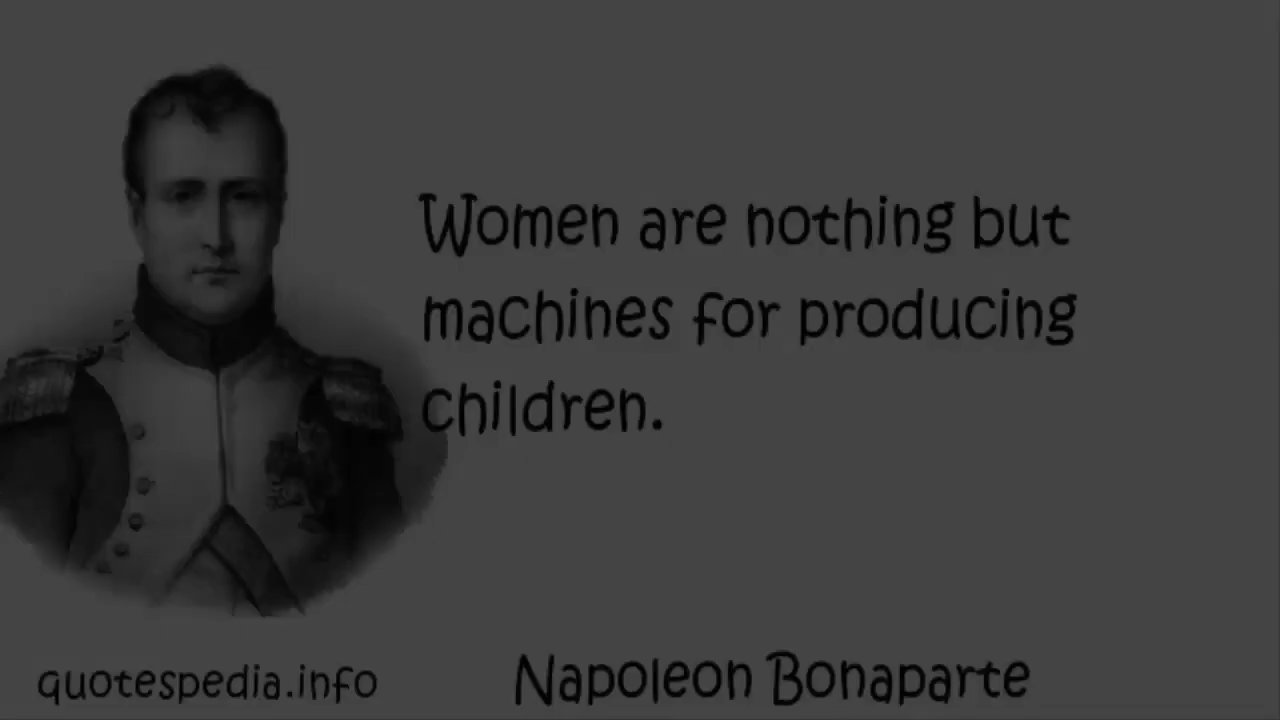 Women are nothing but
machines for producing
children.
quotespedia.info
Napoleon Bonaparte